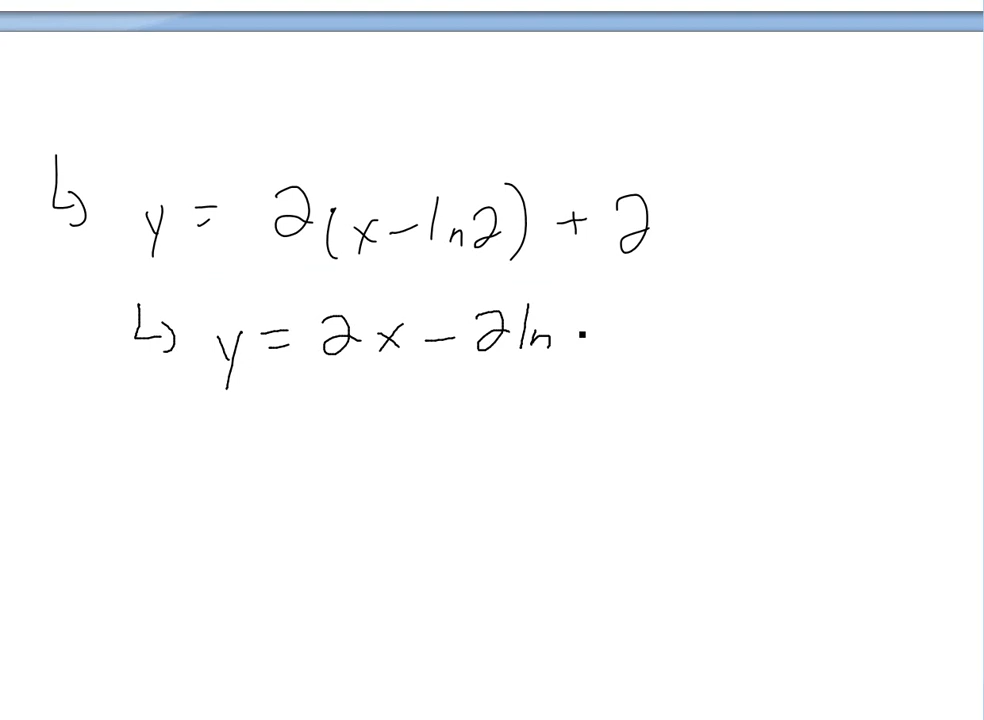 ↳ y = 2(x-ln2) + 2
↳ y = 2x - 2ln